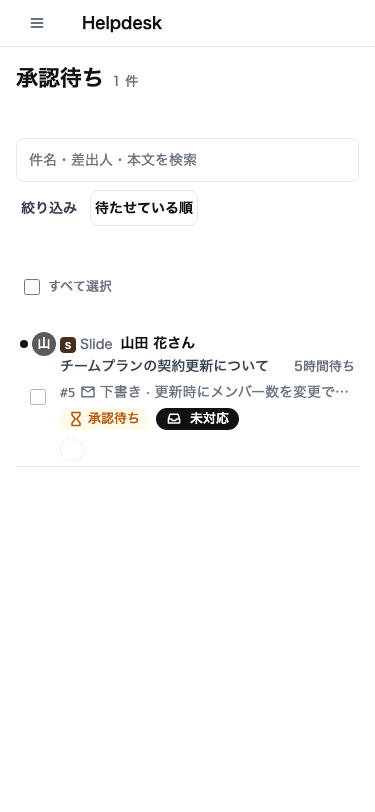 Helpdesk
承認待ち 1 件
件名・差出人・本文を検索
絞り込み 待たせている順
すべて選択
山 s Slide 山田 花さん
チームプランの契約更新について 5時間待ち
#5 下書き · 更新時にメンバー数を変更で…
承認待ち 未対応